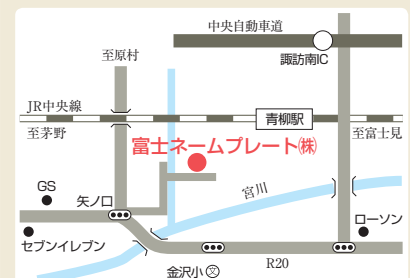 中央自動車道
至原村
諏訪南IC
JR中央線
青柳駅
至茅野
至富士見
富士ネームプレート㈱
宮川
GS
矢ノ口
ローソン
セブンイレブン
金沢小㊫
R20